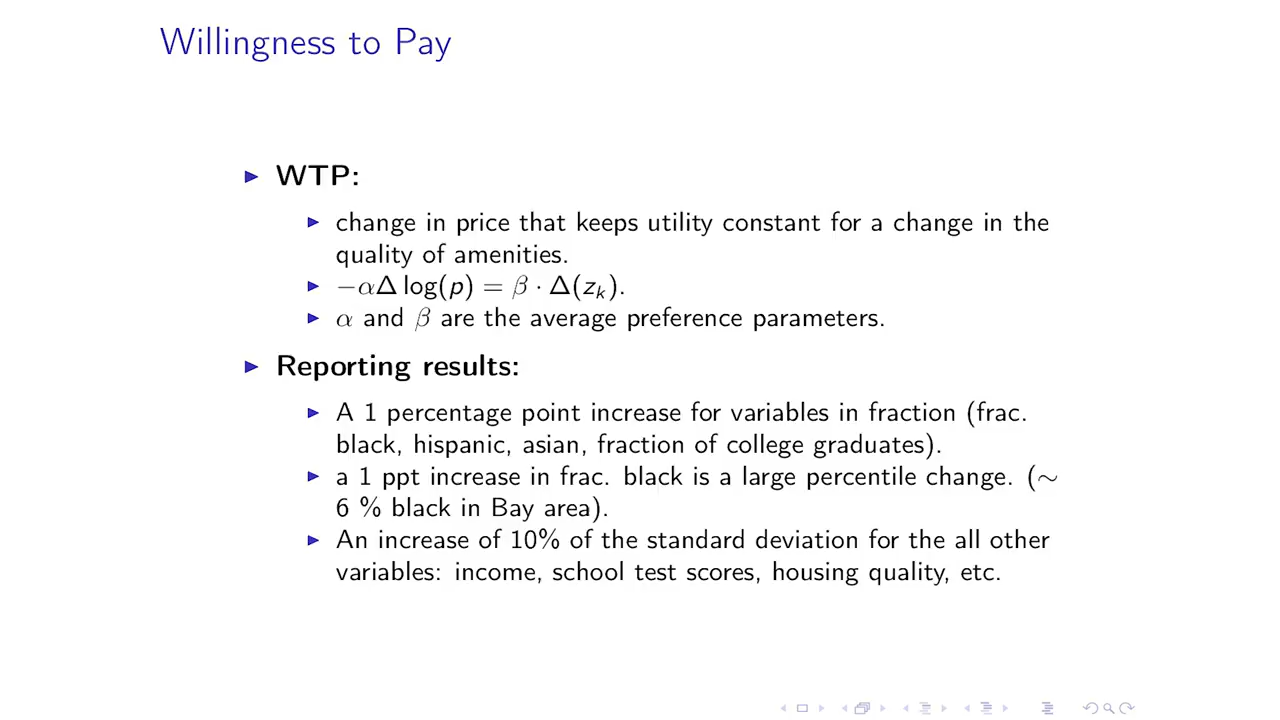 Willingness to Pay
WTP:
change in price that keeps utility constant for a change in the
quality of amenities.
−αΔ log(p) = β · Δ(zₖ).
α and β are the average preference parameters.
Reporting results:
A 1 percentage point increase for variables in fraction (frac.
black, hispanic, asian, fraction of college graduates).
a 1 ppt increase in frac. black is a large percentile change. (∼
6 % black in Bay area).
An increase of 10% of the standard deviation for the all other
variables: income, school test scores, housing quality, etc.